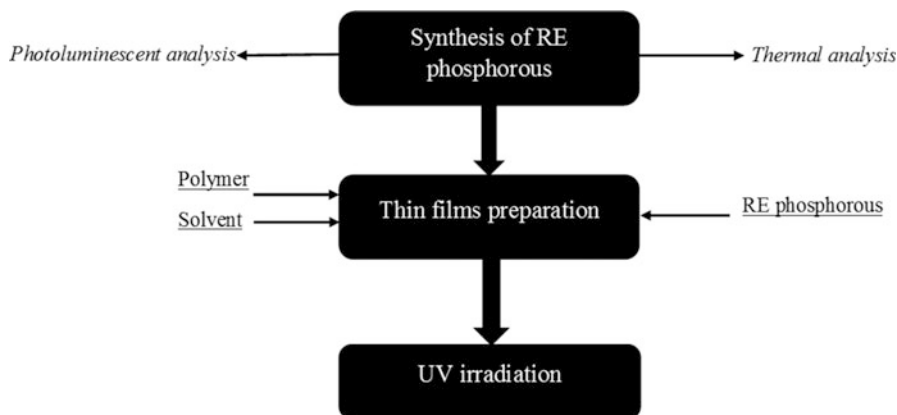 Synthesis of RE
phosphorous
Photoluminescent analysis
Thermal analysis
Polymer
Solvent
Thin films preparation
RE phosphorous
UV irradiation